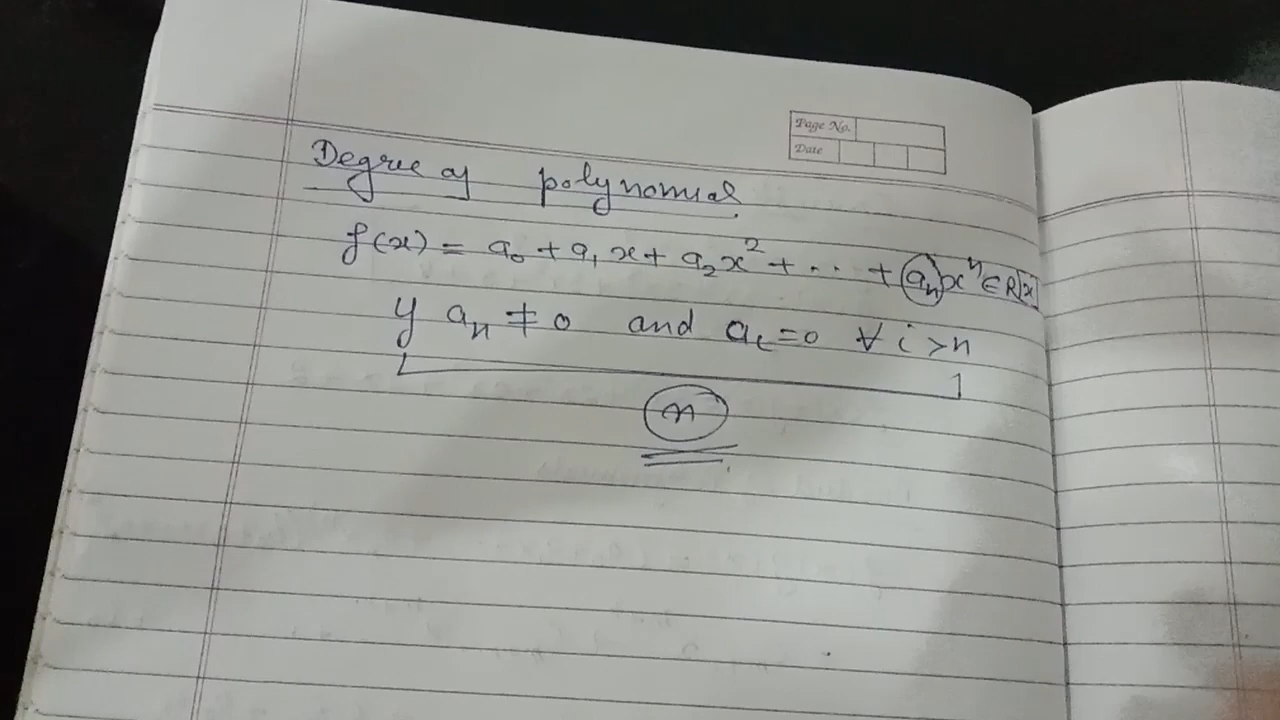 Page No.
Date
Degree of polynomial
f(x) = a₀ + a₁x + a₂x² + ... + aₙxⁿ ∈ R[x]
if aₙ ≠ 0 and aᵢ = 0 ∀ i > n
n